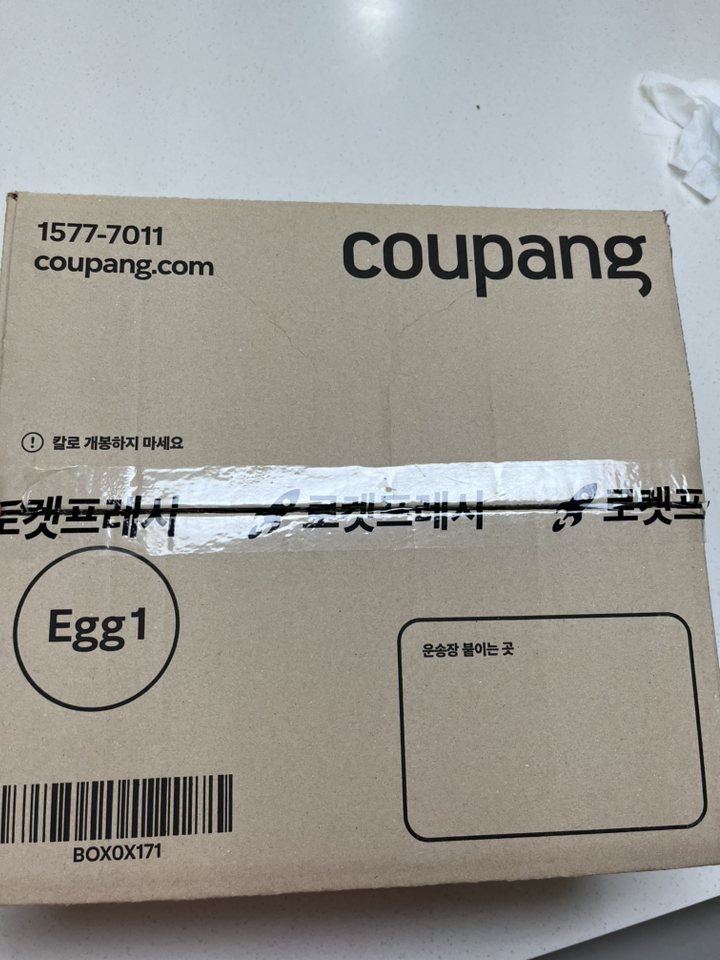 1577-7011
coupang.com
coupang
칼로 개봉하지 마세요
로켓프레시 로켓프레시 로켓프
Egg1
운송장 붙이는 곳
BOX0X171